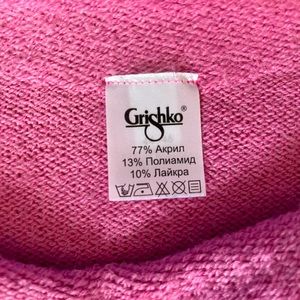 Grishko®
77% Акрил
13% Полиамид
10% Лайкра